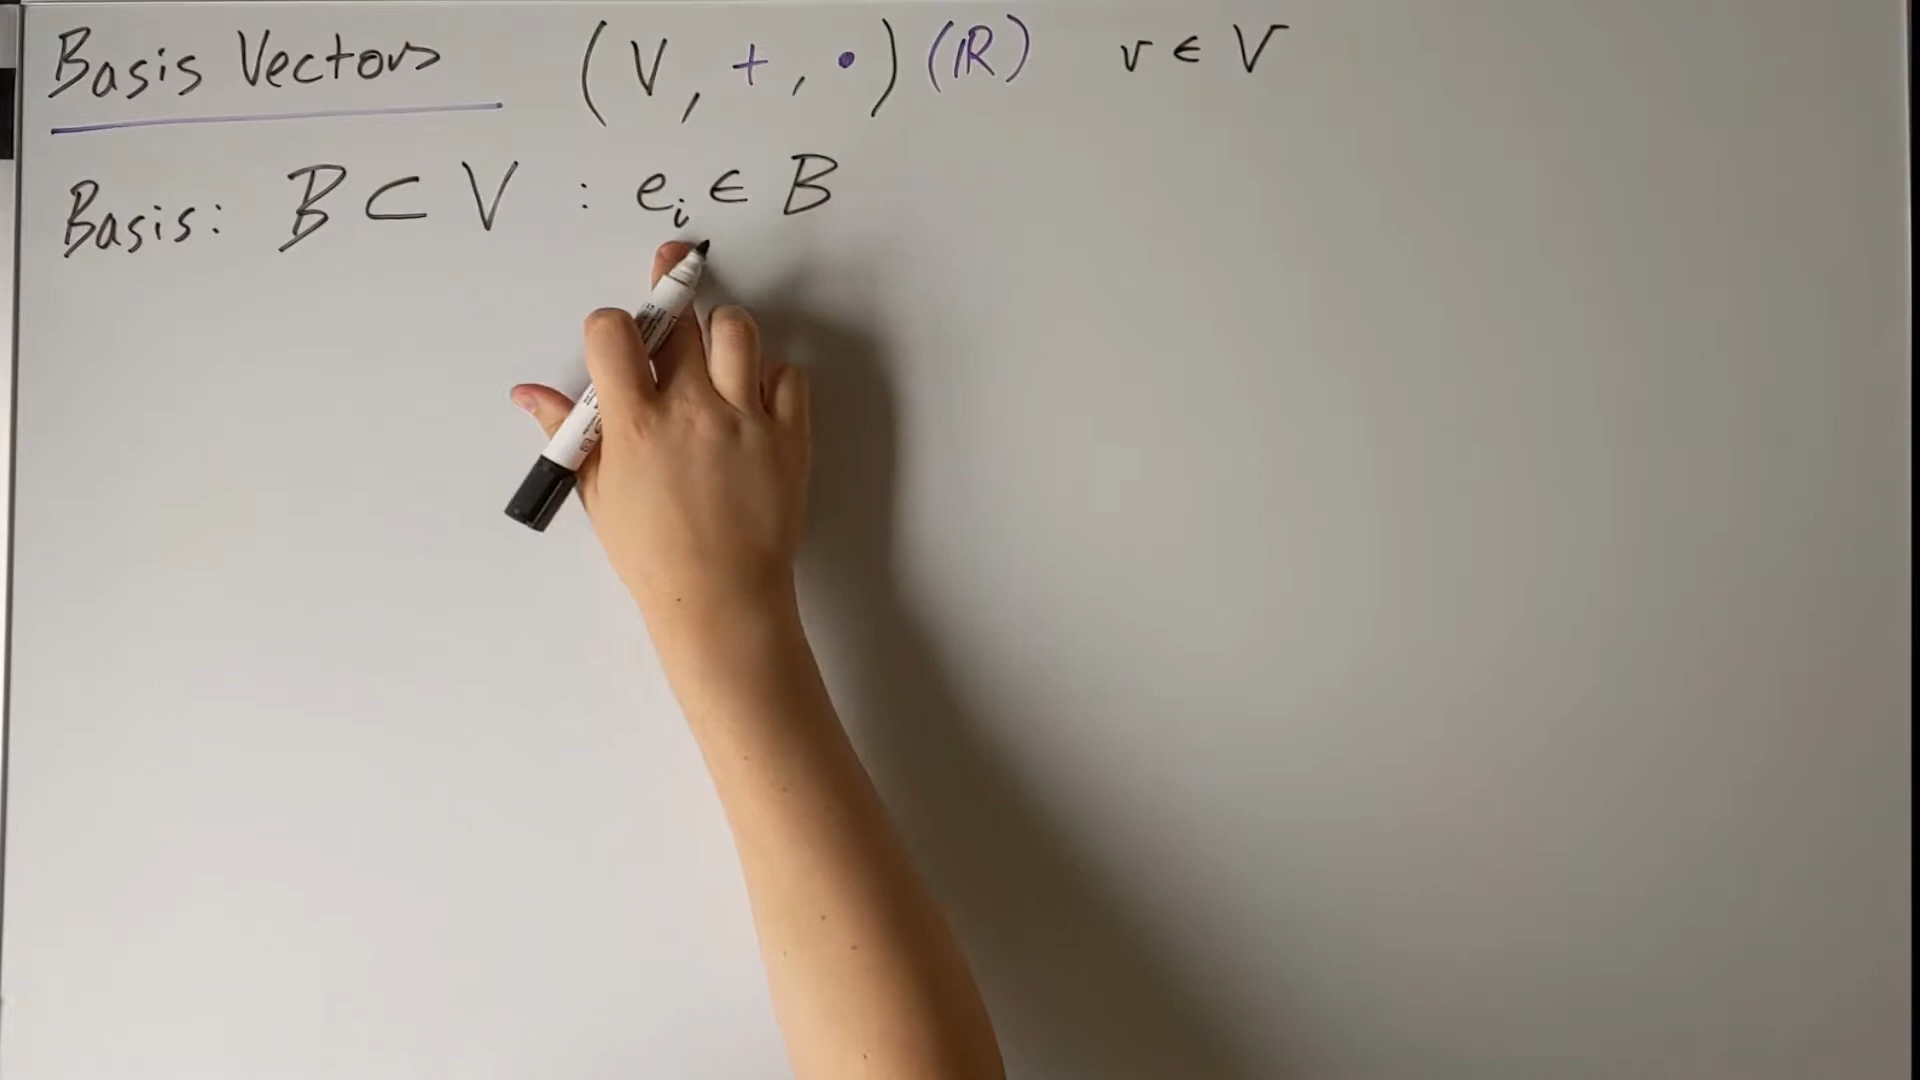 Basis Vectors (V, +, •) (ℝ) v ∈ V
Basis: B ⊂ V : eᵢ ∈ B